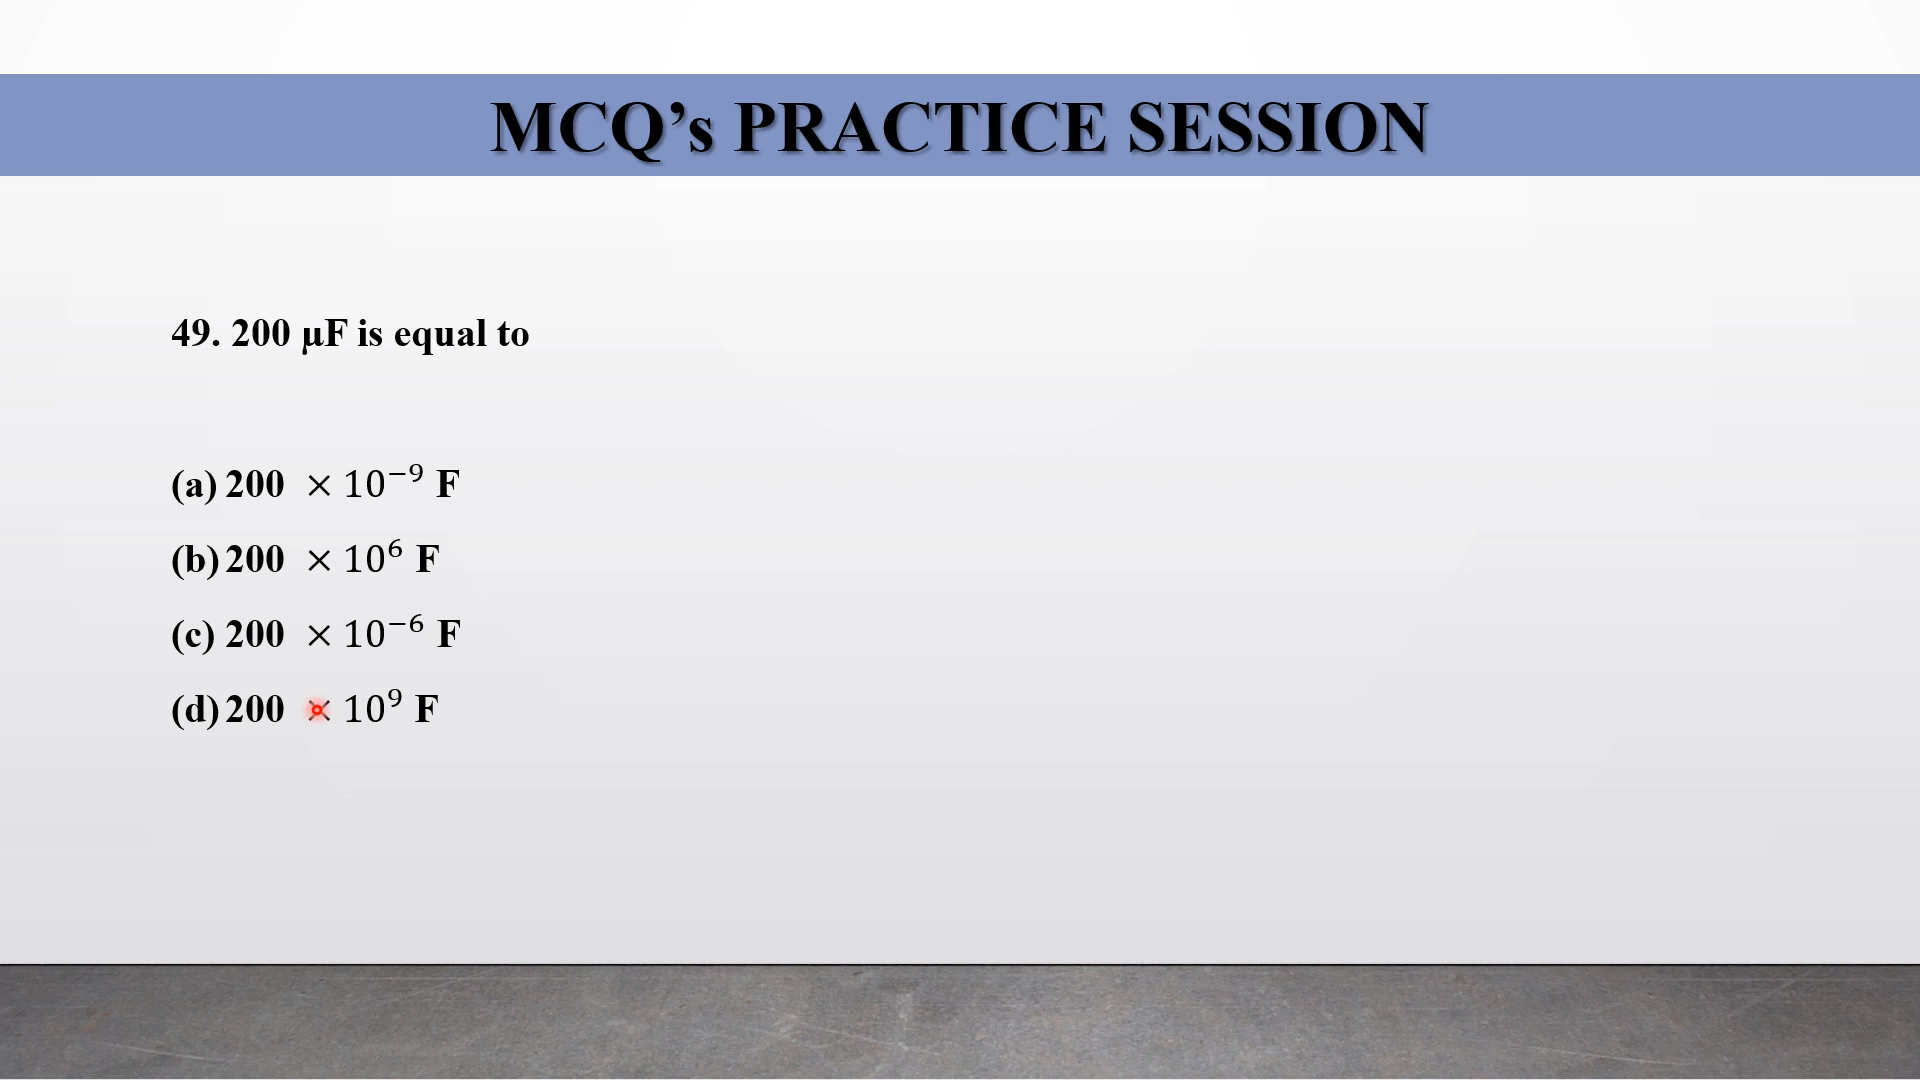 MCQ’s PRACTICE SESSION
49. 200 μF is equal to
(a) 200 × 10⁻⁹ F
(b) 200 × 10⁶ F
(c) 200 × 10⁻⁶ F
(d) 200 × 10⁹ F